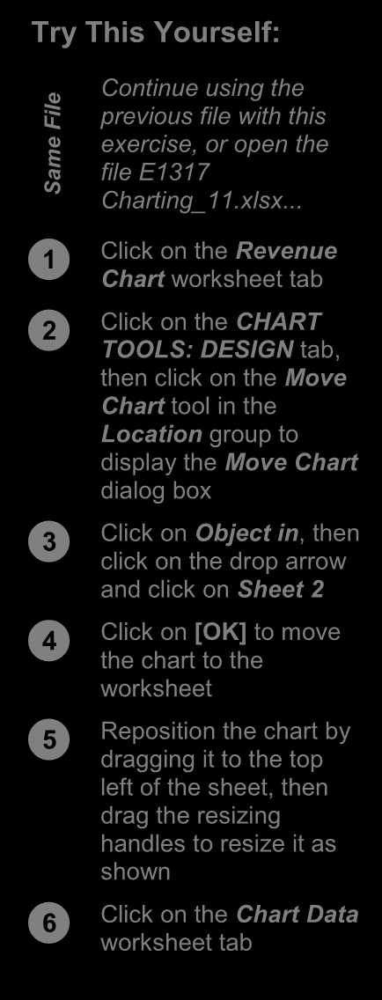 Try This Yourself:
Same File
Continue using the
previous file with this
exercise, or open the
file E1317
Charting_11.xlsx...
1
Click on the Revenue
Chart worksheet tab
2
Click on the CHART
TOOLS: DESIGN tab,
then click on the Move
Chart tool in the
Location group to
display the Move Chart
dialog box
3
Click on Object in, then
click on the drop arrow
and click on Sheet 2
4
Click on [OK] to move
the chart to the
worksheet
5
Reposition the chart by
dragging it to the top
left of the sheet, then
drag the resizing
handles to resize it as
shown
6
Click on the Chart Data
worksheet tab